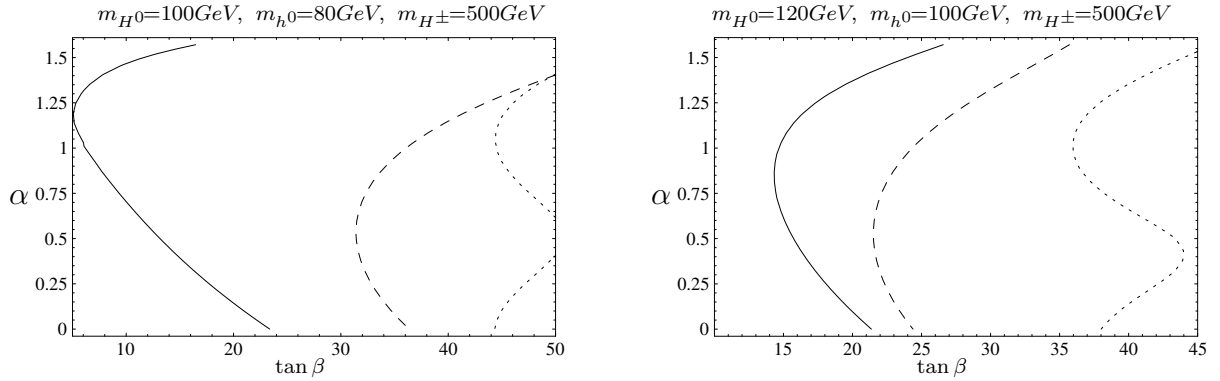 m_{H^0}=100GeV, m_{h^0}=80GeV, m_{H^±}=500GeV
1.5
1.25
1
α 0.75
0.5
0.25
0
10 20 30 40 50
tan β
m_{H^0}=120GeV, m_{h^0}=100GeV, m_{H^±}=500GeV
1.5
1.25
1
α 0.75
0.5
0.25
0
15 20 25 30 35 40 45
tan β